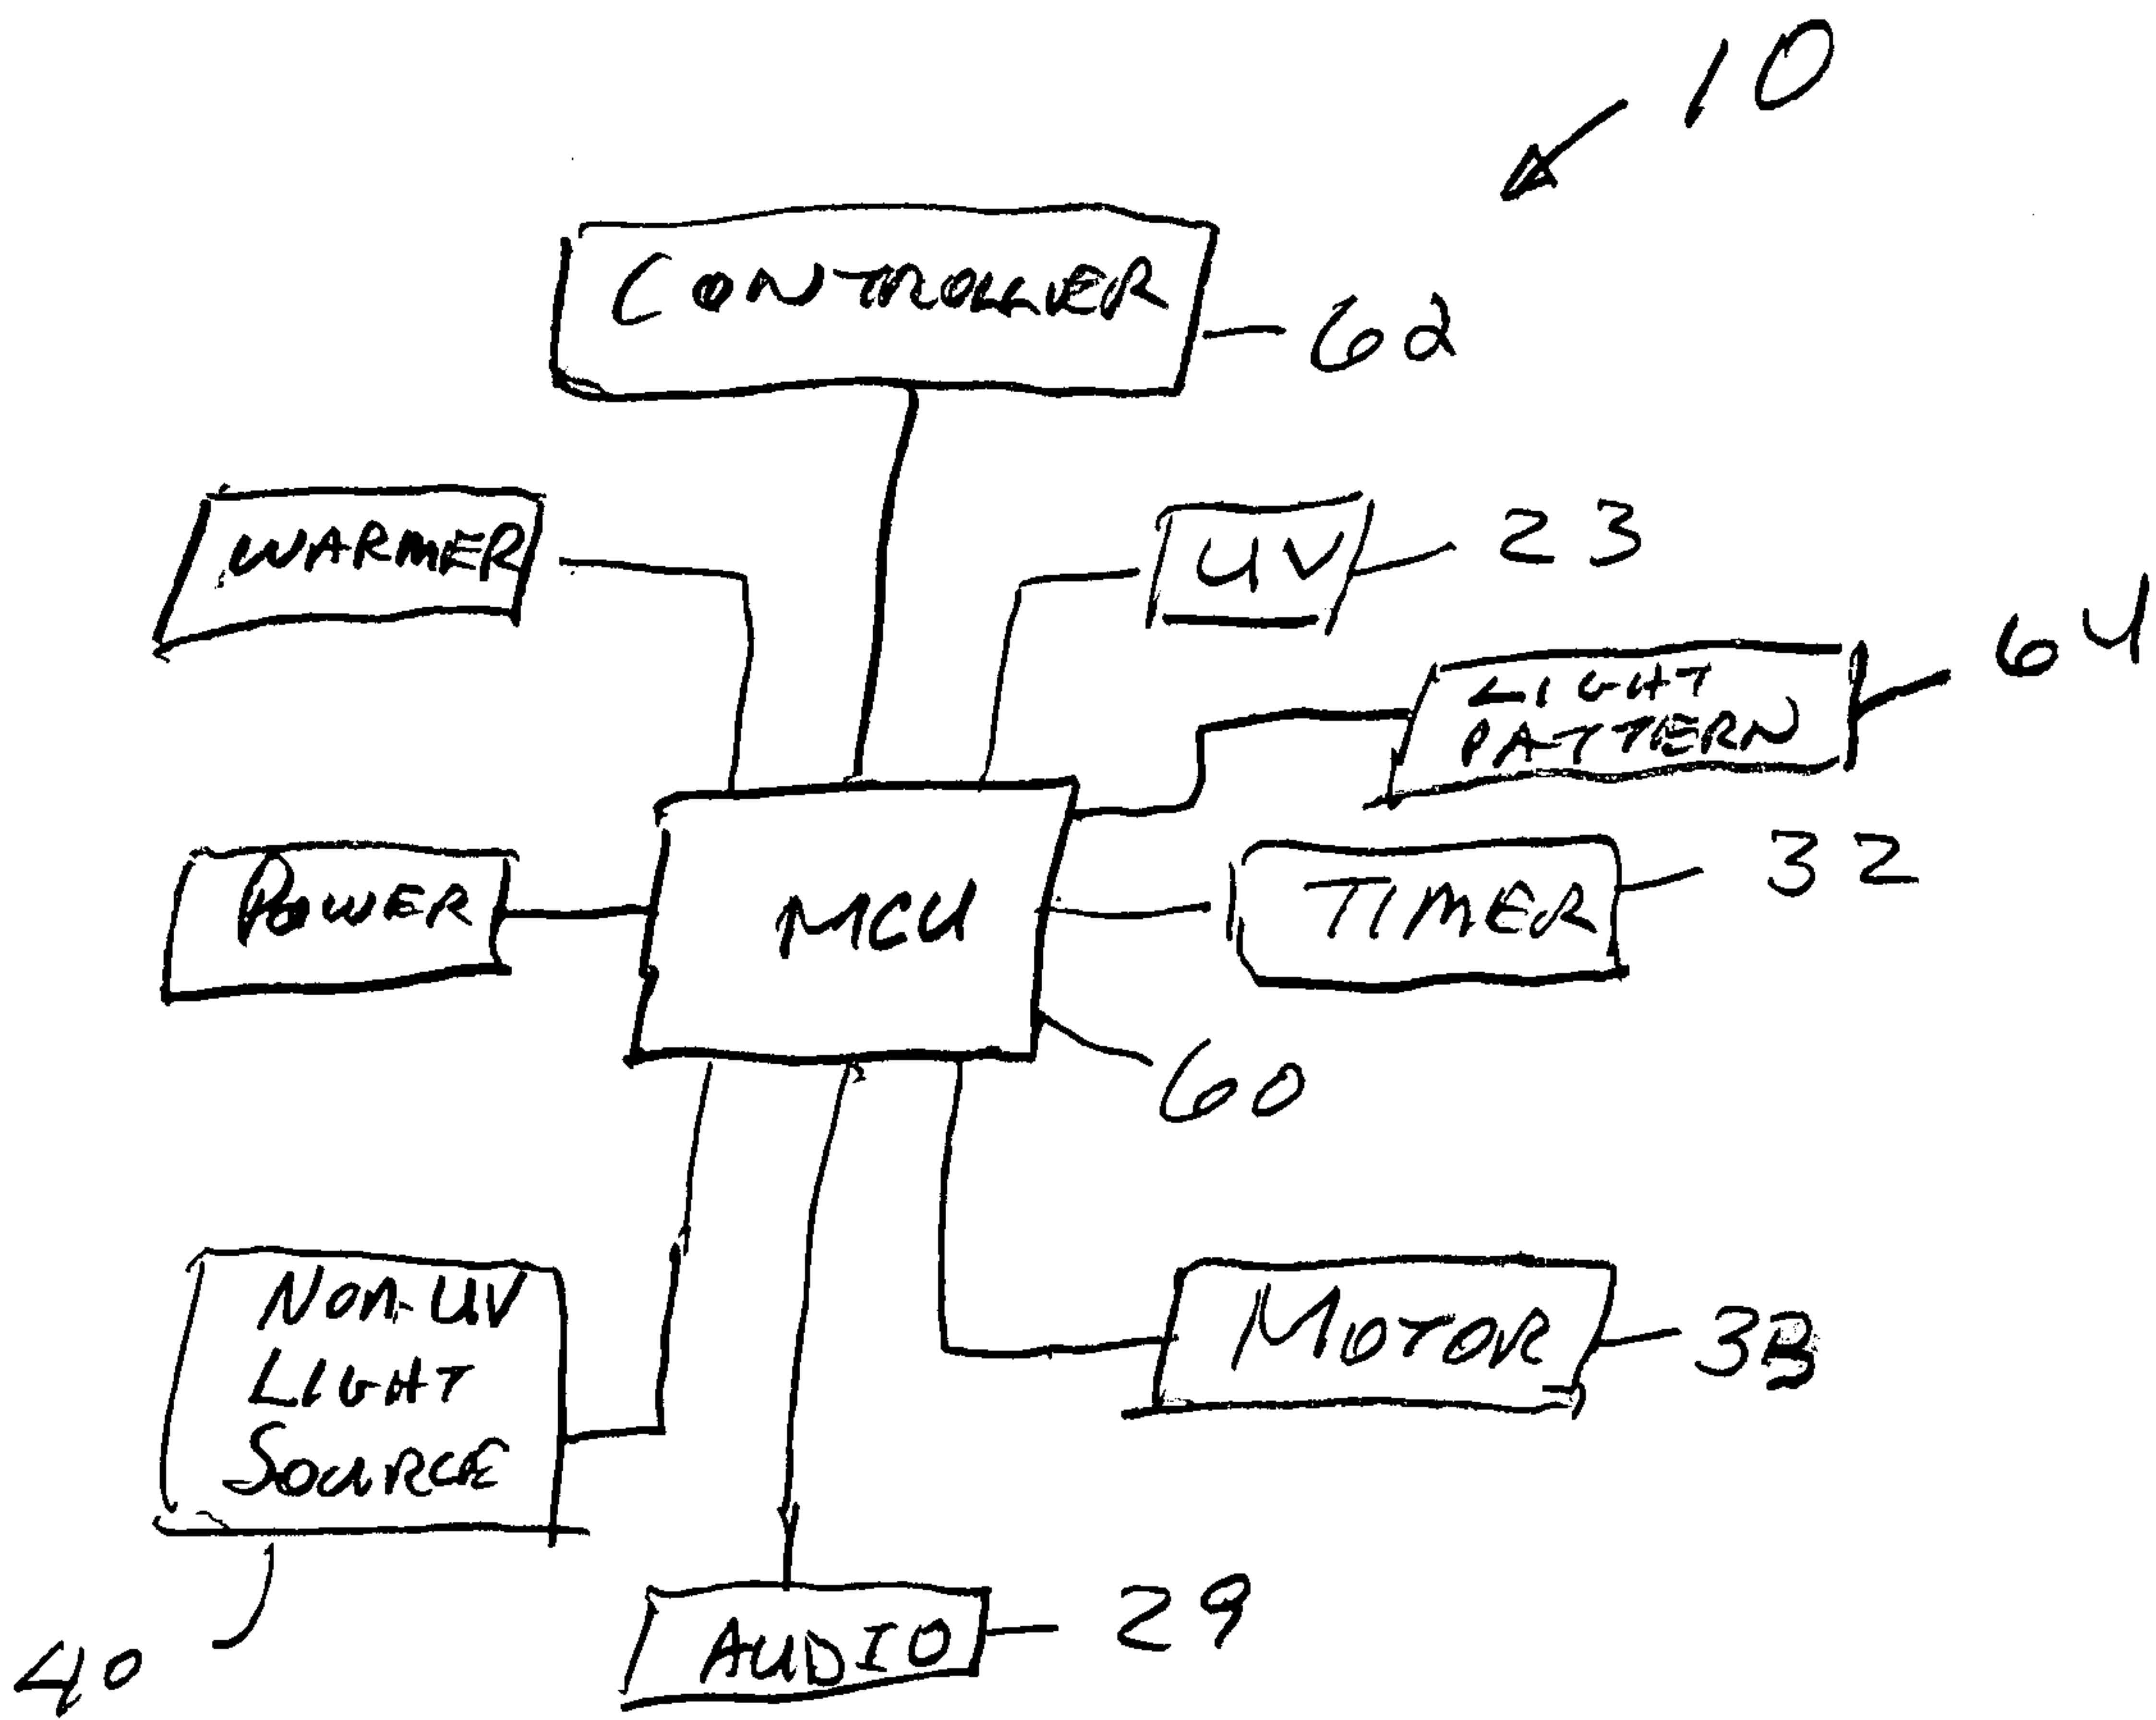 10
CONTROLLER
62
WARMER
UV
23
64
LIGHT
PATTERN
POWER
MCU
TIMER
32
60
NON-UV
LIGHT
SOURCE
MOTOR
33
40
AUDIO
29